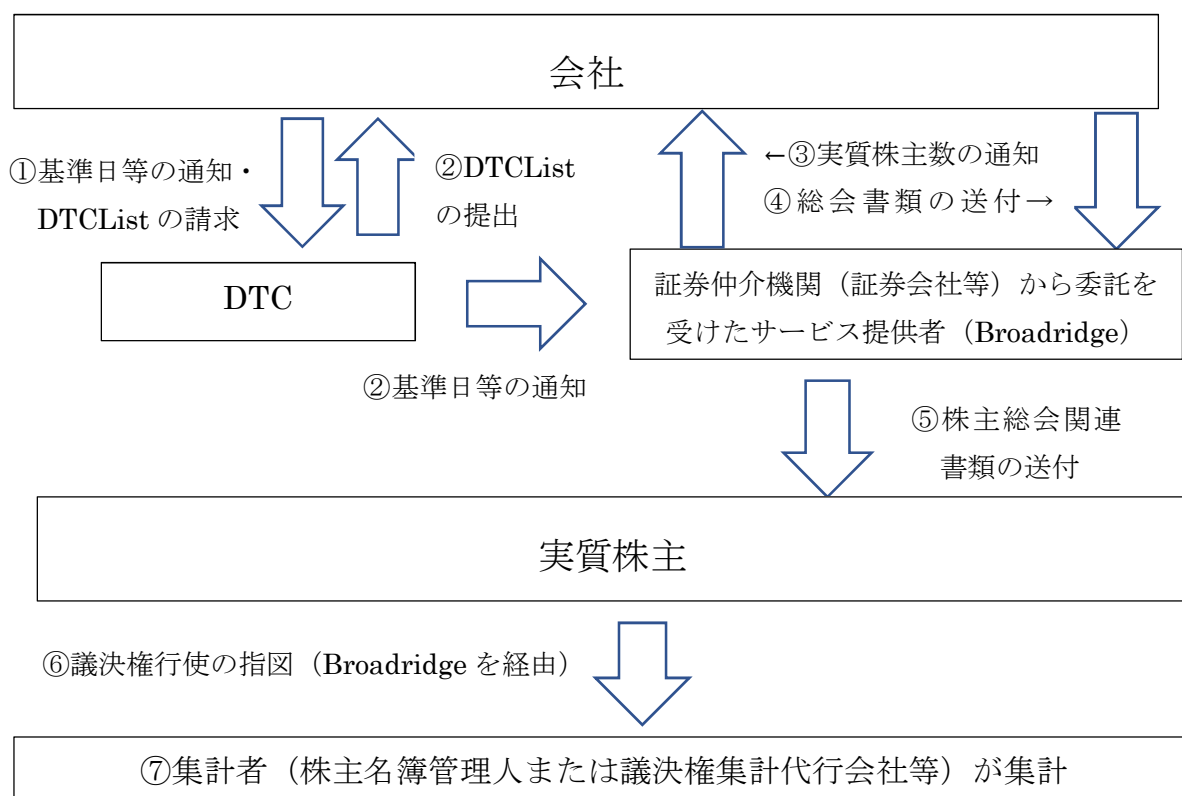 会社
①基準日等の通知・
DTCList の請求
②DTCList
の提出
←③実質株主数の通知
④総会書類の送付→
DTC
証券仲介機関（証券会社等）から委託を
受けたサービス提供者（Broadridge）
②基準日等の通知
⑤株主総会関連
書類の送付
実質株主
⑥議決権行使の指図（Broadridge を経由）
⑦集計者（株主名簿管理人または議決権集計代行会社等）が集計